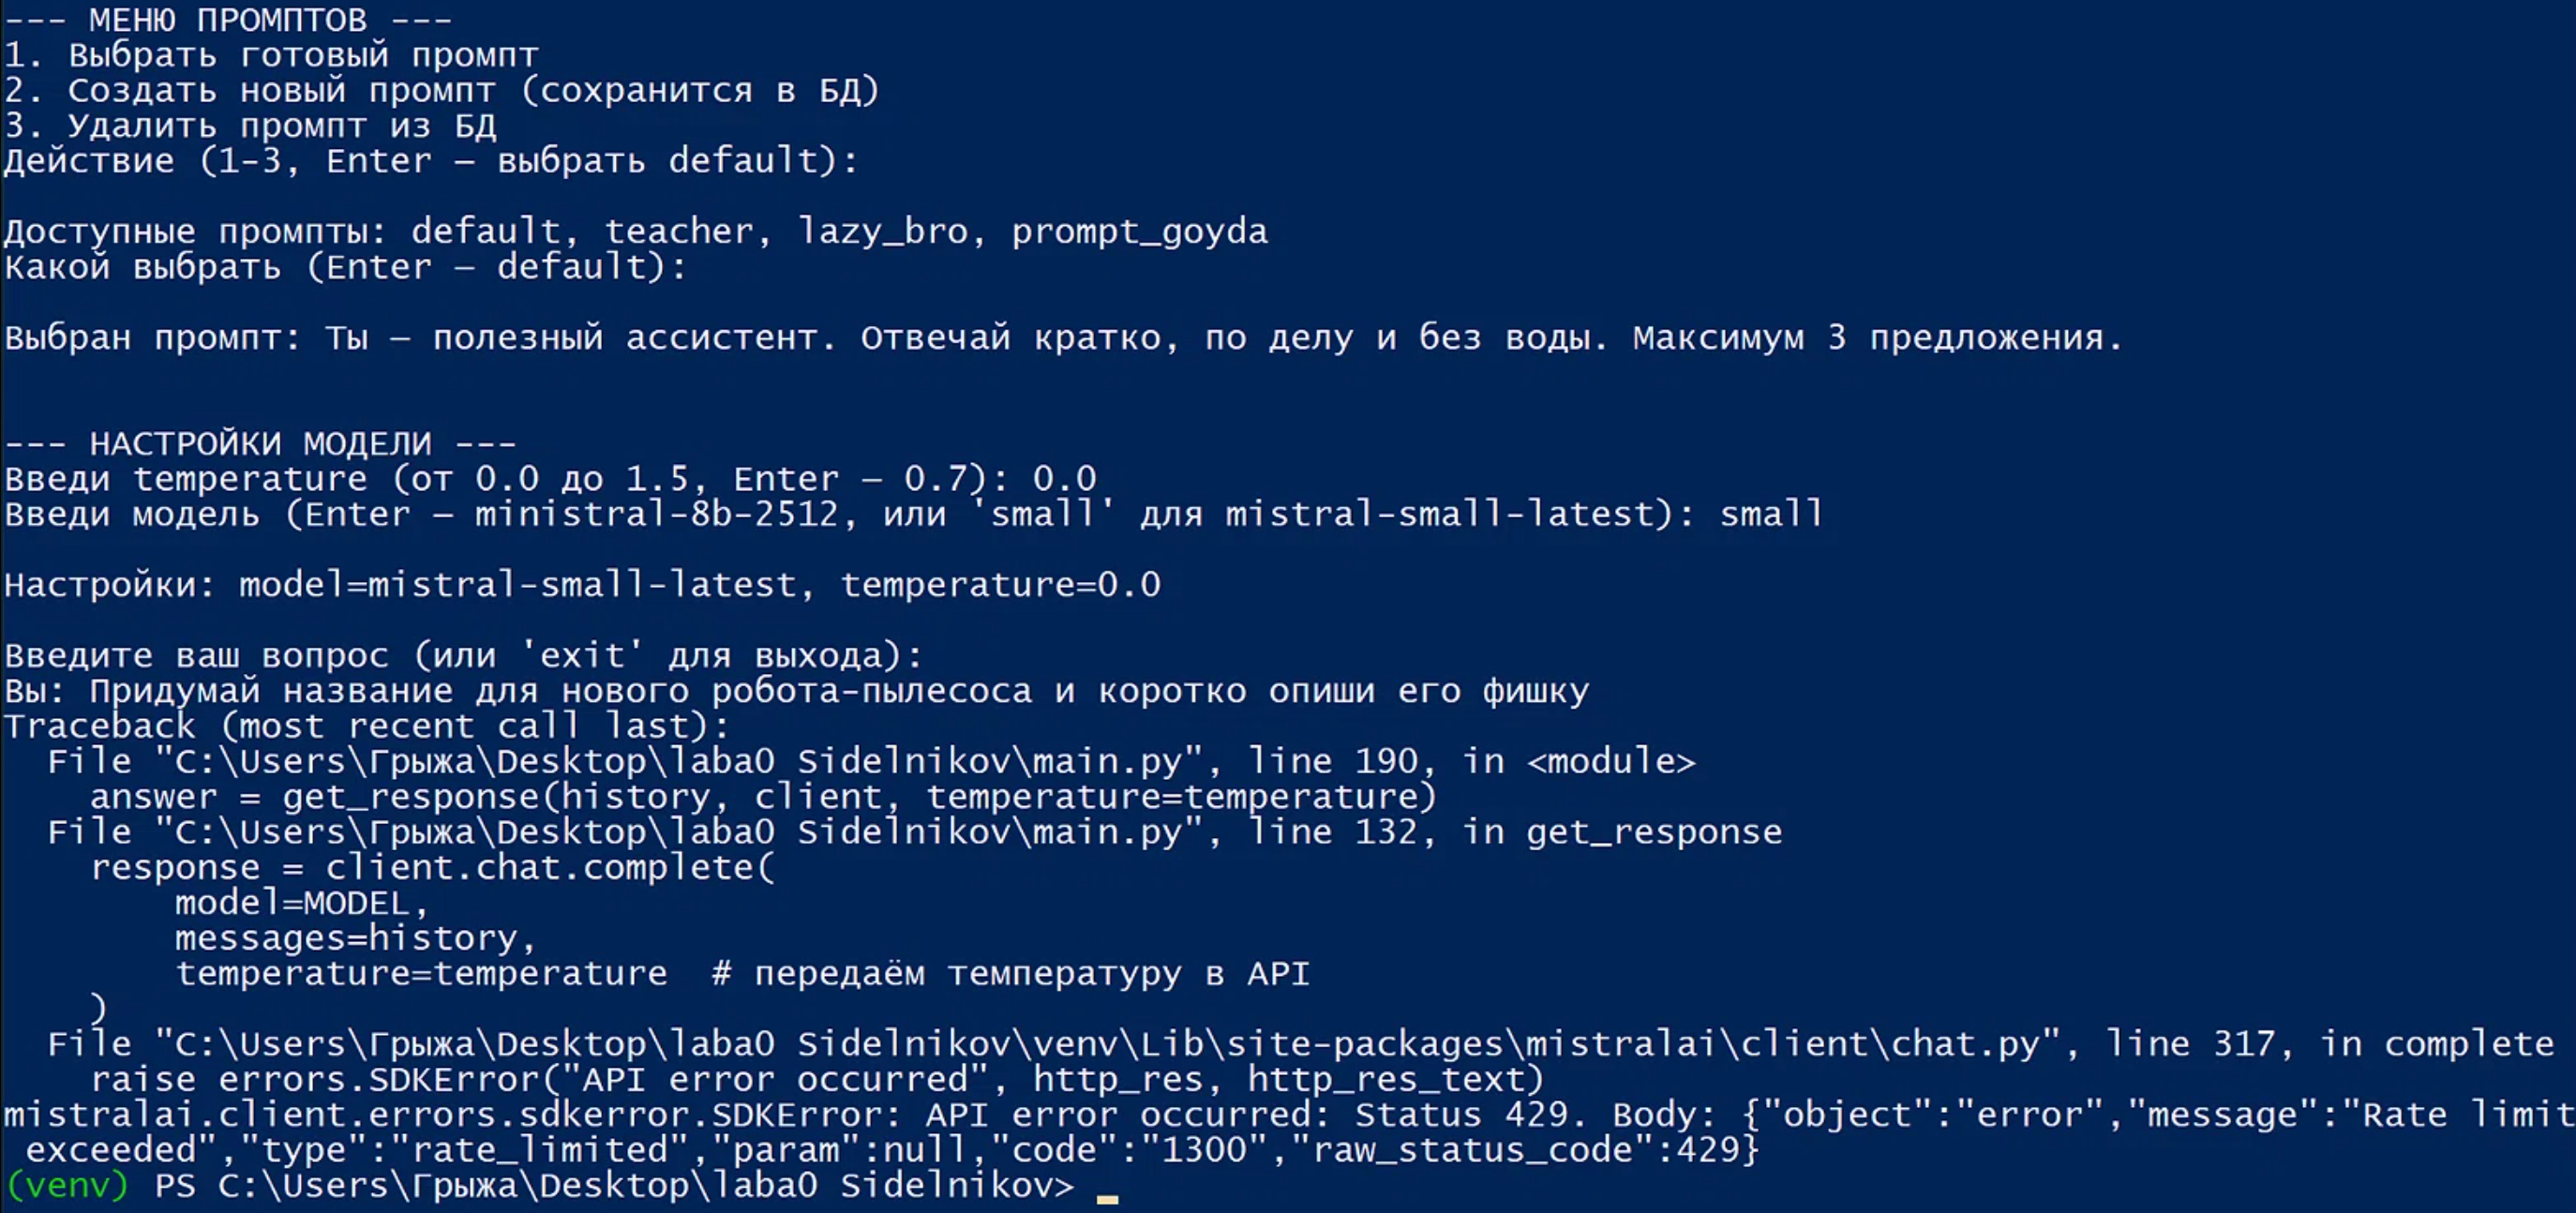 --- МЕНЮ ПРОМПТОВ ---
1. Выбрать готовый промпт
2. Создать новый промпт (сохранится в БД)
3. Удалить промпт из БД
Действие (1-3, Enter — выбрать default):
Доступные промпты: default, teacher, lazy_bro, prompt_goyda
Какой выбрать (Enter — default):
Выбран промпт: Ты — полезный ассистент. Отвечай кратко, по делу и без воды. Максимум 3 предложения.
--- НАСТРОЙКИ МОДЕЛИ ---
Введи temperature (от 0.0 до 1.5, Enter — 0.7): 0.0
Введи модель (Enter — ministral-8b-2512, или 'small' для mistral-small-latest): small
Настройки: model=mistral-small-latest, temperature=0.0
Введите ваш вопрос (или 'exit' для выхода):
Вы: Придумай название для нового робота-пылесоса и коротко опиши его фишку
Traceback (most recent call last):
  File "C:\Users\Грыжа\Desktop\laba0 Sidelnikov\main.py", line 190, in <module>
    answer = get_response(history, client, temperature=temperature)
  File "C:\Users\Грыжа\Desktop\laba0 Sidelnikov\main.py", line 132, in get_response
    response = client.chat.complete(
        model=MODEL,
        messages=history,
        temperature=temperature  # передаём температуру в API
    )
  File "C:\Users\Грыжа\Desktop\laba0 Sidelnikov\venv\Lib\site-packages\mistralai\client\chat.py", line 317, in complete
    raise errors.SDKError("API error occurred", http_res, http_res_text)
mistralai.client.errors.sdkerror.SDKError: API error occurred: Status 429. Body: {"object":"error","message":"Rate limit
 exceeded","type":"rate_limited","param":null,"code":"1300","raw_status_code":429}
(venv) PS C:\Users\Грыжа\Desktop\laba0 Sidelnikov>